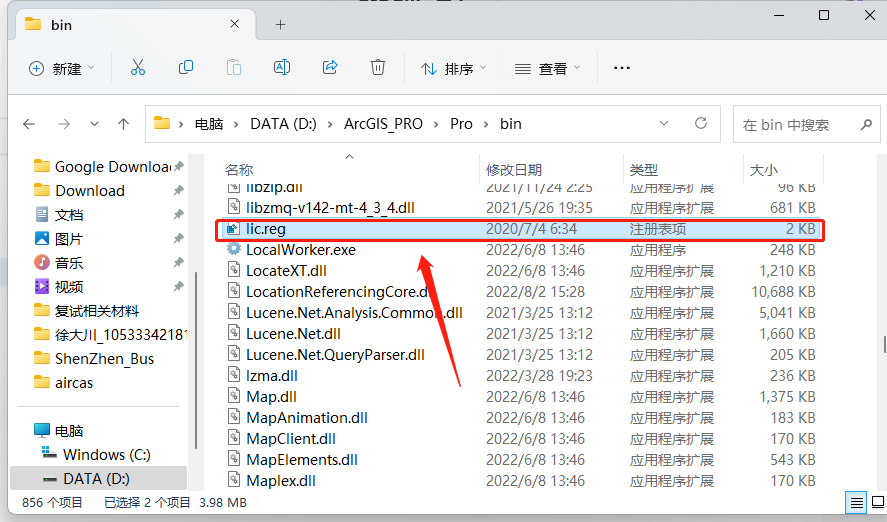 bin
新建
排序
查看
电脑 > DATA (D:) > ArcGIS_PRO > Pro > bin
在 bin 中搜索
Google Download
Download
文档
图片
音乐
视频
复试相关材料
徐大川_10533342181
ShenZhen_Bus
aircas
电脑
Windows (C:)
DATA (D:)
名称 修改日期 类型 大小
libzip.dll 2021/11/24 2:25 应用程序扩展 96 KB
libzmq-v142-mt-4_3_4.dll 2021/5/26 19:35 应用程序扩展 681 KB
lic.reg 2020/7/4 6:34 注册表项 2 KB
LocalWorker.exe 2022/6/8 13:46 应用程序 248 KB
LocateXT.dll 2022/6/8 13:46 应用程序扩展 1,210 KB
LocationReferencingCore.d 2022/8/2 15:28 应用程序扩展 10,688 KB
Lucene.Net.Analysis.Common.dll 2021/3/25 13:12 应用程序扩展 5,041 KB
Lucene.Net.dll 2021/3/25 13:12 应用程序扩展 1,660 KB
Lucene.Net.QueryParser.dll 2021/3/25 13:12 应用程序扩展 205 KB
lzma.dll 2022/3/28 19:23 应用程序扩展 236 KB
Map.dll 2022/6/8 13:46 应用程序扩展 1,375 KB
MapAnimation.dll 2022/6/8 13:46 应用程序扩展 183 KB
MapClient.dll 2022/6/8 13:46 应用程序扩展 170 KB
MapElements.dll 2022/6/8 13:46 应用程序扩展 543 KB
Maplex.dll 2022/6/8 13:46 应用程序扩展 170 KB
856 个项目 已选择 2 个项目 3.98 MB